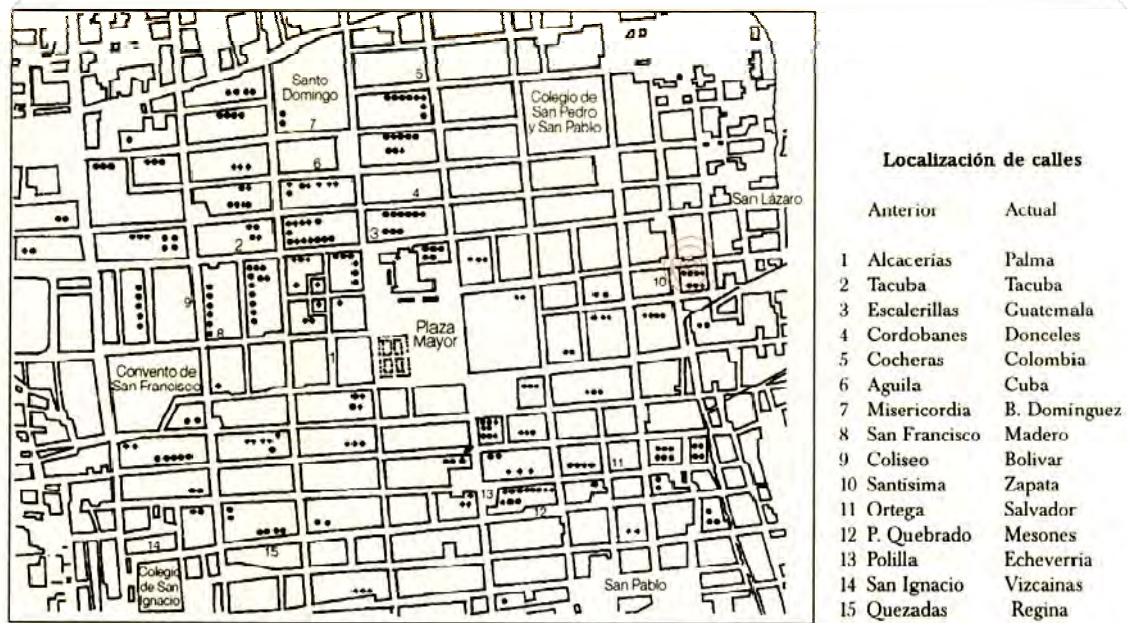 Santo
Domingo
5
Colegio de
San Pedro
y San Pablo
7
6
4
San Lázaro
2
3
10
9
8
Plaza
Mayor
1
Convento de
San Francisco
11
13
12
14
15
Colegio
de San
Ignacio
San Pablo
Localización de calles
Anterior Actual
1 Alcacerías Palma
2 Tacuba Tacuba
3 Escalerillas Guatemala
4 Cordobanes Donceles
5 Cocheras Colombia
6 Aguila Cuba
7 Misericordia B. Domínguez
8 San Francisco Madero
9 Coliseo Bolivar
10 Santísima Zapata
11 Ortega Salvador
12 P. Quebrado Mesones
13 Polilla Echeverría
14 San Ignacio Vizcainas
15 Quezadas Regina